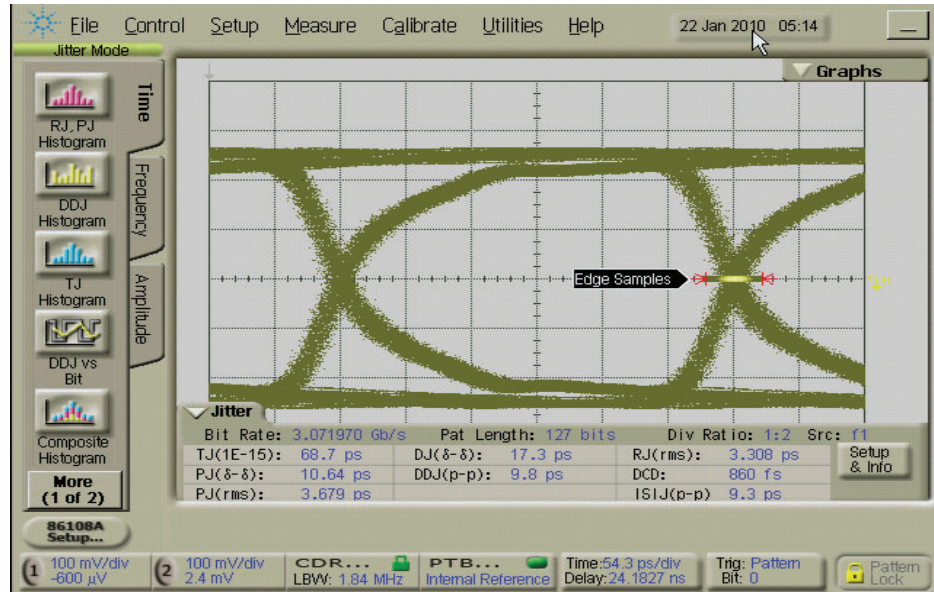 File Control Setup Measure Calibrate Utilities Help 22 Jan 2010 05:14
Jitter Mode
Graphs
RJ, PJ
Histogram
DDJ
Histogram
TJ
Histogram
DDJ vs
Bit
Composite
Histogram
More
(1 of 2)
86108A
Setup...
Time
Frequency
Amplitude
Edge Samples
Jitter
Bit Rate: 3.071970 Gb/s Pat Length: 127 bits Div Ratio: 1:2 Src: f1
TJ(1E-15): 68.7 ps DJ(δ-δ): 17.3 ps RJ(rms): 3.308 ps
PJ(δ-δ): 10.64 ps DDJ(p-p): 9.8 ps DCD: 860 fs
PJ(rms): 3.679 ps ISIJ(p-p) 9.3 ps
Setup
& Info
1 100 mV/div
-600 µV
2 100 mV/div
2.4 mV
CDR...
LBW: 1.84 MHz
PTB...
Internal Reference
Time:54.3 ps/div
Delay:24.1827 ns
Trig: Pattern
Bit: 0
Pattern
Lock